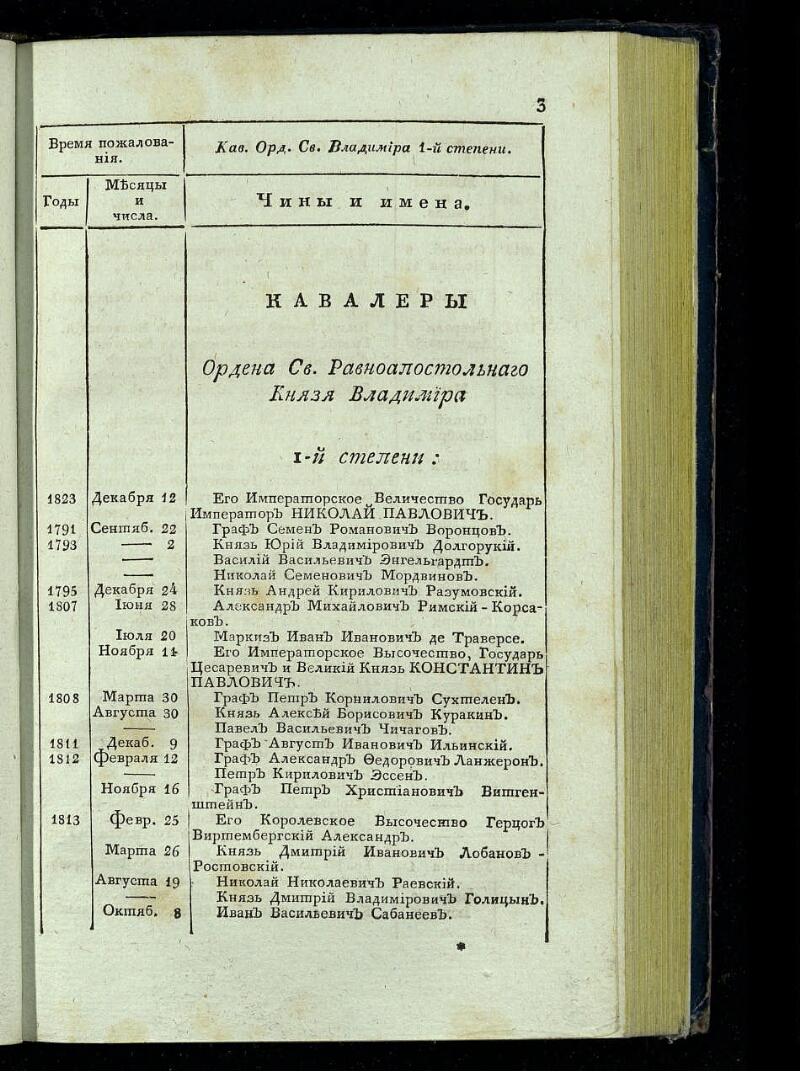 3
Время пожалова-
нія.
Кав. Орд. Св. Владиміра 1-й степени.
Годы
Мѣсяцы
и
числа.
Чины и имена.
КАВАЛЕРЫ
Ордена Св. Равноапостольнаго
Князя Владиміра
1-й степени :
1823 Декабря 12 Его Императорское Величество Государь
Императоръ НИКОЛАЙ ПАВЛОВИЧЪ.
1791 Сентяб. 22 Графъ Семенъ Романовичъ Воронцовъ.
1793 —— 2 Князь Юрій Владиміровичъ Долгорукій.
—— Василій Васильевичъ Энгельгардтъ.
—— Николай Семеновичъ Мордвиновъ.
1795 Декабря 24 Князь Андрей Кириловичъ Разумовскій.
1807 Іюня 28 Александръ Михайловичъ Римскій - Корса-
ковъ.
Іюля 20 Маркизъ Иванъ Ивановичъ де Траверсе.
Ноября Его Императорское Высочество, Государь
Цесаревичъ и Великій Князь КОНСТАНТИНЪ
ПАВЛОВИЧЪ.
1808 Марта 30 Графъ Петръ Корниловичъ Сухтеленъ.
Августа 30 Князь Алексѣй Борисовичъ Куракинъ.
—— Павелъ Васильевичъ Чичаговъ.
1811 Декаб. 9 Графъ Августъ Ивановичъ Ильинскій.
1812 Февраля 12 Графъ Александръ Ѳедоровичъ Ланжеронъ.
—— Петръ Кириловичъ Эссенъ.
Ноября 16 Графъ Петръ Христіановичъ Витген-
штейнъ.
1813 Февр. 25 Его Королевское Высочество Герцогъ
Виртембергскій Александръ.
Марта 26 Князь Дмитрій Ивановичъ Лобановъ -
Ростовскій.
Августа 19 Николай Николаевичъ Раевскій.
—— Князь Дмитрій Владиміровичъ Голицынъ.
Октяб. 8 Иванъ Васильевичъ Сабанеевъ.
*